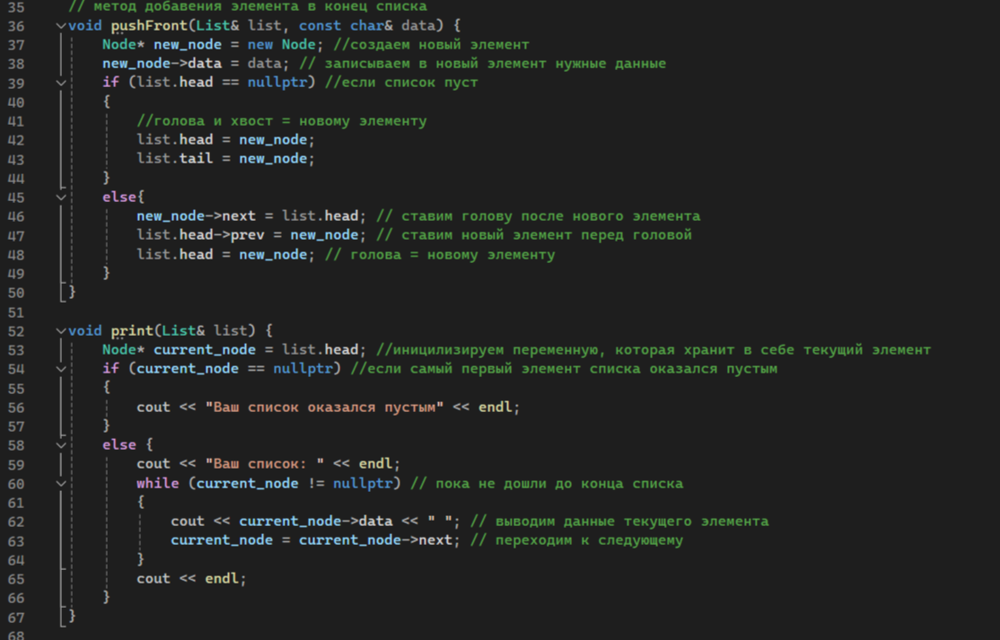 35 // метод добавения элемента в конец списка
36 void pushFront(List& list, const char& data) {
37 Node* new_node = new Node; //создаем новый элемент
38 new_node->data = data; // записываем в новый элемент нужные данные
39 if (list.head == nullptr) //если список пуст
40 {
41 //голова и хвост = новому элементу
42 list.head = new_node;
43 list.tail = new_node;
44 }
45 else{
46 new_node->next = list.head; // ставим голову после нового элемента
47 list.head->prev = new_node; // ставим новый элемент перед головой
48 list.head = new_node; // голова = новому элементу
49 }
50 }
51
52 void print(List& list) {
53 Node* current_node = list.head; //иницилизируем переменную, которая хранит в себе текущий элемент
54 if (current_node == nullptr) //если самый первый элемент списка оказался пустым
55 {
56 cout << "Ваш список оказался пустым" << endl;
57 }
58 else {
59 cout << "Ваш список: " << endl;
60 while (current_node != nullptr) // пока не дошли до конца списка
61 {
62 cout << current_node->data << " "; // выводим данные текущего элемента
63 current_node = current_node->next; // переходим к следующему
64 }
65 cout << endl;
66 }
67 }
68